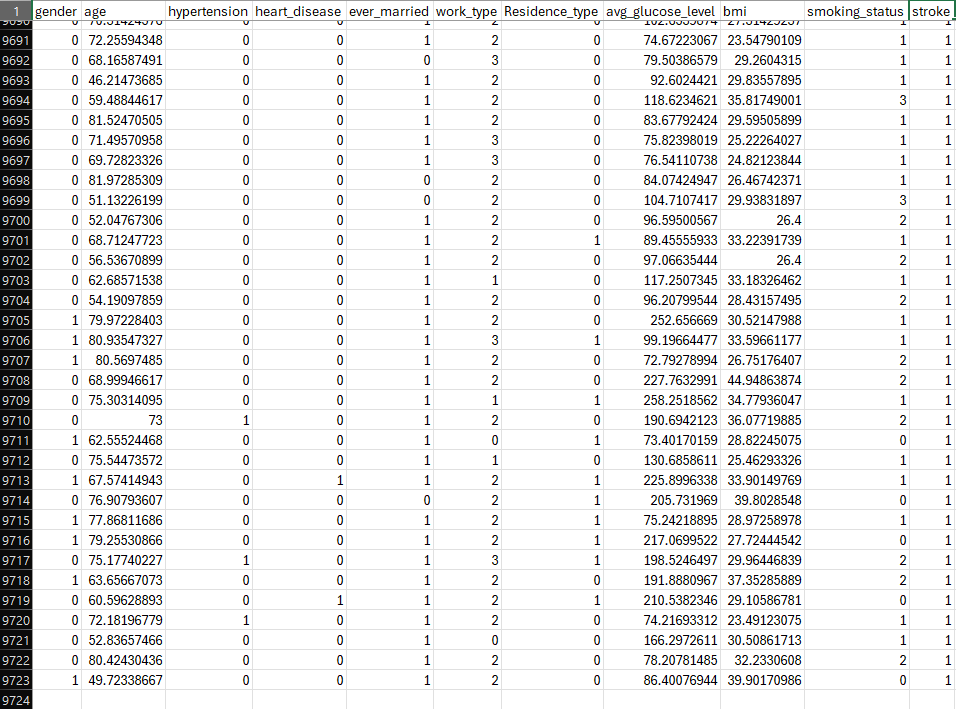 1 gender age hypertension heart_disease ever_married work_type Residence_type avg_glucose_level bmi smoking_status stroke
9691 0 72.25594348 0 0 1 2 0 74.67223067 23.54790109 1 1
9692 0 68.16587491 0 0 0 3 0 79.50386579 29.2604315 1 1
9693 0 46.21473685 0 0 1 2 0 92.6024421 29.83557895 1 1
9694 0 59.48844617 0 0 1 2 0 118.6234621 35.81749001 3 1
9695 0 81.52470505 0 0 1 2 0 83.67792424 29.59505899 1 1
9696 0 71.49570958 0 0 1 3 0 75.82398019 25.22264027 1 1
9697 0 69.72823326 0 0 1 3 0 76.54110738 24.82123844 1 1
9698 0 81.97285309 0 0 0 2 0 84.07424947 26.46742371 1 1
9699 0 51.13226199 0 0 0 2 0 104.7107417 29.93831897 3 1
9700 0 52.04767306 0 0 1 2 0 96.59500567 26.4 2 1
9701 0 68.71247723 0 0 1 2 1 89.45555933 33.22391739 1 1
9702 0 56.53670899 0 0 1 2 0 97.06635444 26.4 2 1
9703 0 62.68571538 0 0 1 1 0 117.2507345 33.18326462 1 1
9704 0 54.19097859 0 0 1 2 0 96.20799544 28.43157495 2 1
9705 1 79.97228403 0 0 1 2 0 252.656669 30.52147988 1 1
9706 1 80.93547327 0 0 1 3 1 99.19664477 33.59661177 1 1
9707 1 80.5697485 0 0 1 2 0 72.79278994 26.75176407 2 1
9708 0 68.99946617 0 0 1 2 0 227.7632991 44.94863874 2 1
9709 0 75.30314095 0 0 1 1 1 258.2518562 34.77936047 1 1
9710 0 73 1 0 1 2 0 190.6942123 36.07719885 2 1
9711 1 62.55524468 0 0 1 0 1 73.40170159 28.82245075 0 1
9712 0 75.54473572 0 0 1 1 0 130.6858611 25.46293326 1 1
9713 1 67.57414943 0 1 1 2 1 225.8996338 33.90149769 1 1
9714 0 76.90793607 0 0 0 2 1 205.731969 39.8028548 0 1
9715 1 77.86811686 0 0 1 2 1 75.24218895 28.97258978 1 1
9716 1 79.25530866 0 0 1 2 1 217.0699522 27.72444542 0 1
9717 0 75.17740227 1 0 1 3 1 198.5246497 29.96446839 2 1
9718 1 63.65667073 0 0 1 2 0 191.8880967 37.35285889 2 1
9719 0 60.59628893 0 1 1 2 1 210.5382346 29.10586781 0 1
9720 0 72.18196779 1 0 1 2 0 74.21693312 23.49123075 1 1
9721 0 52.83657466 0 0 1 0 0 166.2972611 30.50861713 1 1
9722 0 80.42430436 0 0 1 2 0 78.20781485 32.2330608 2 1
9723 1 49.72338667 0 0 1 2 0 86.40076944 39.90170986 0 1
9724